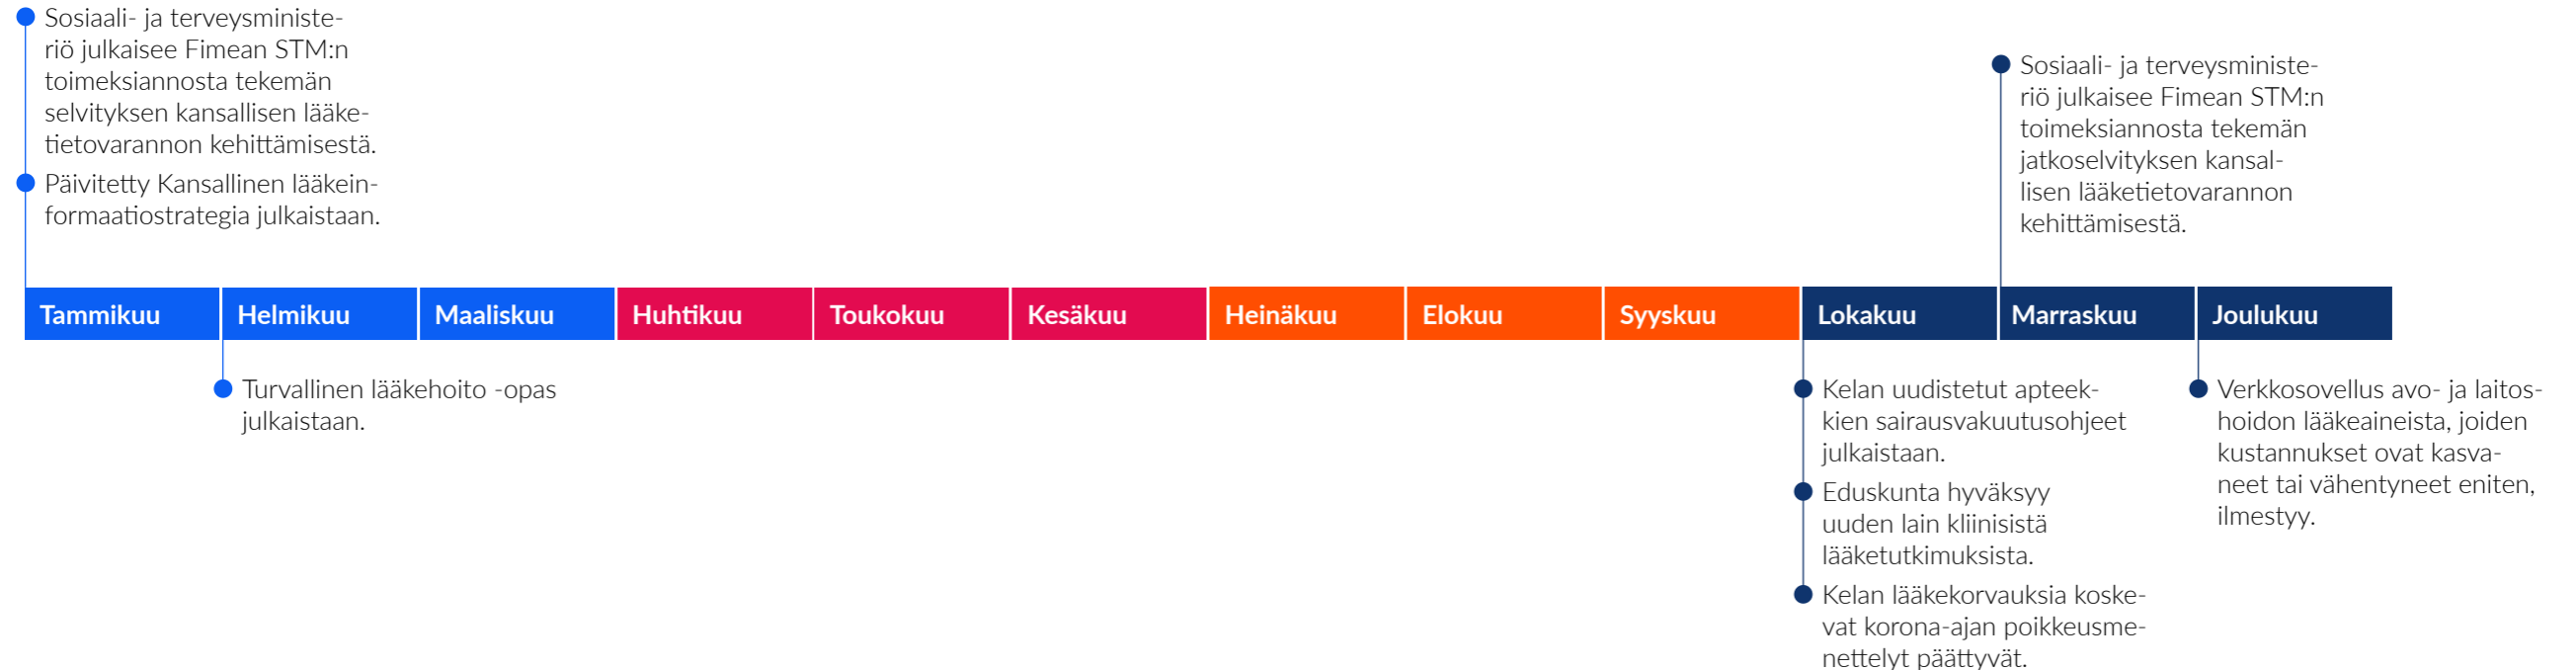 Sosiaali- ja terveysministe-
riö julkaisee Fimean STM:n
toimeksiannosta tekemän
selvityksen kansallisen lääke-
tietovarannon kehittämisestä.
Päivitetty Kansallinen lääkein-
formaatiostrategia julkaistaan.
Sosiaali- ja terveysministe-
riö julkaisee Fimean STM:n
toimeksiannosta tekemän
jatkoselvityksen kansal-
lisen lääketietovarannon
kehittämisestä.
Tammikuu Helmikuu Maaliskuu Huhtikuu Toukokuu Kesäkuu Heinäkuu Elokuu Syyskuu Lokakuu Marraskuu Joulukuu
Turvallinen lääkehoito -opas
julkaistaan.
Kelan uudistetut apteek-
kien sairausvakuutusohjeet
julkaistaan.
Eduskunta hyväksyy
uuden lain kliinisistä
lääketutkimuksista.
Kelan lääkekorvauksia koske-
vat korona-ajan poikkeusme-
nettelyt päättyvät.
Verkkosovellus avo- ja laitos-
hoidon lääkeaineista, joiden
kustannukset ovat kasva-
neet tai vähentyneet eniten,
ilmestyy.